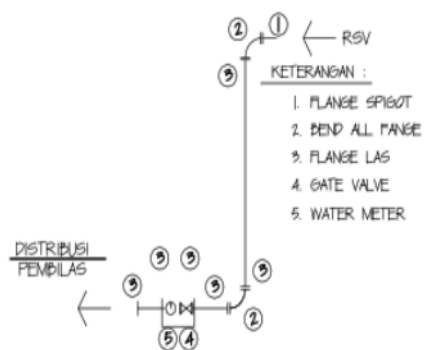 ② ① RSV
③ KETERANGAN :
1. FLANGE SPIGOT
2. BEND ALL FANGE
3. FLANGE LAS
4. GATE VALVE
5. WATER METER
DISTRIBUSI
PEMBILAS
③ ③
③ ③ ③
⑤ ④ ②